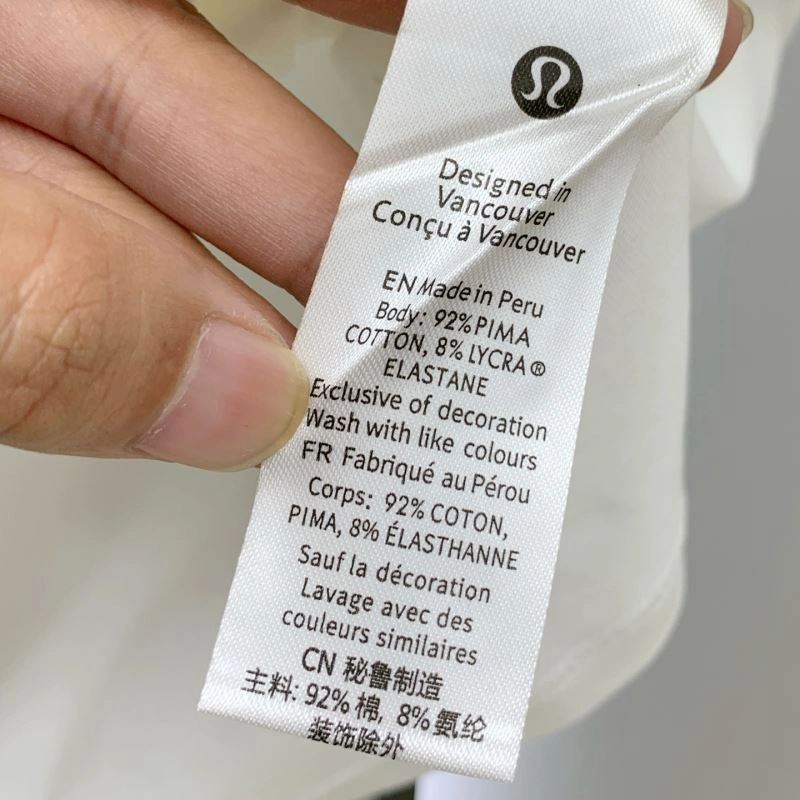 Designed in
Vancouver
Conçu à Vancouver
EN Made in Peru
Body: 92% PIMA
COTTON, 8% LYCRA®
ELASTANE
Exclusive of decoration
Wash with like colours
FR Fabriqué au Pérou
Corps: 92% COTON,
PIMA, 8% ÉLASTHANNE
Sauf la décoration
Lavage avec des
couleurs similaires
CN 秘鲁制造
主料: 92% 棉, 8% 氨纶
装饰除外